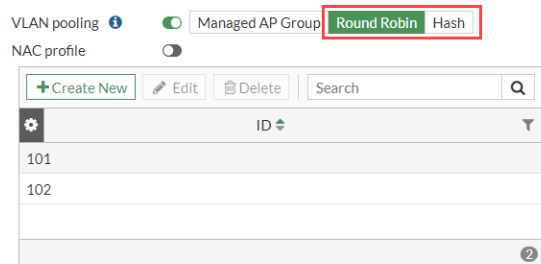 VLAN pooling Managed AP Group Round Robin Hash
NAC profile
Create New Edit Delete Search
ID
101
102
2